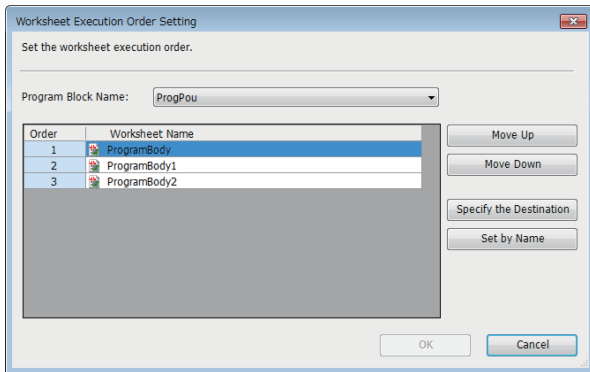 Worksheet Execution Order Setting
Set the worksheet execution order.
Program Block Name: ProgPou
Order Worksheet Name
1 ProgramBody
2 ProgramBody1
3 ProgramBody2
Move Up
Move Down
Specify the Destination
Set by Name
OK Cancel